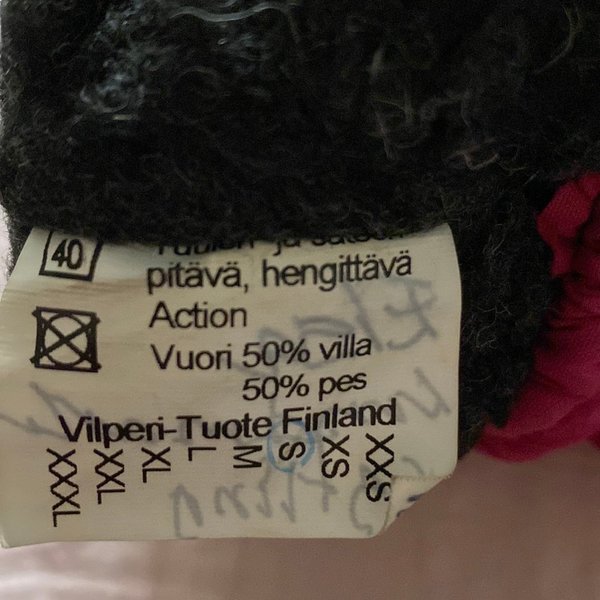 40
pitävä, hengittävä
Action
Vuori 50% villa
50% pes
Vilperi-Tuote Finland
XXXL XXL XL L M S XS XXS